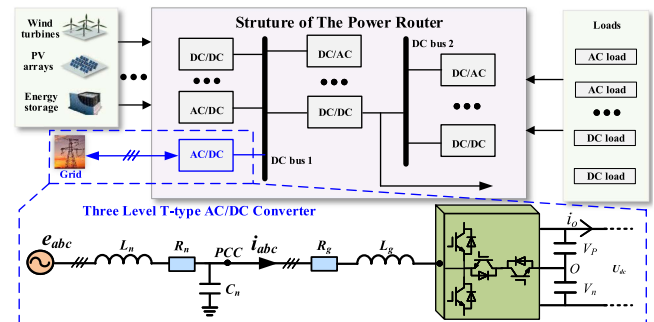 Struture of The Power Router
Wind
turbines
PV
arrays
Energy
storage
Grid
DC/DC
AC/DC
AC/DC
DC bus 1
DC/AC
DC/DC
DC bus 2
DC/AC
DC/DC
Loads
AC load
AC load
DC load
DC load
Three Level T-type AC/DC Converter
e_abc
L_n
R_n
PCC
C_n
i_abc
R_g
L_g
i_o
V_P
O
V_n
U_dc